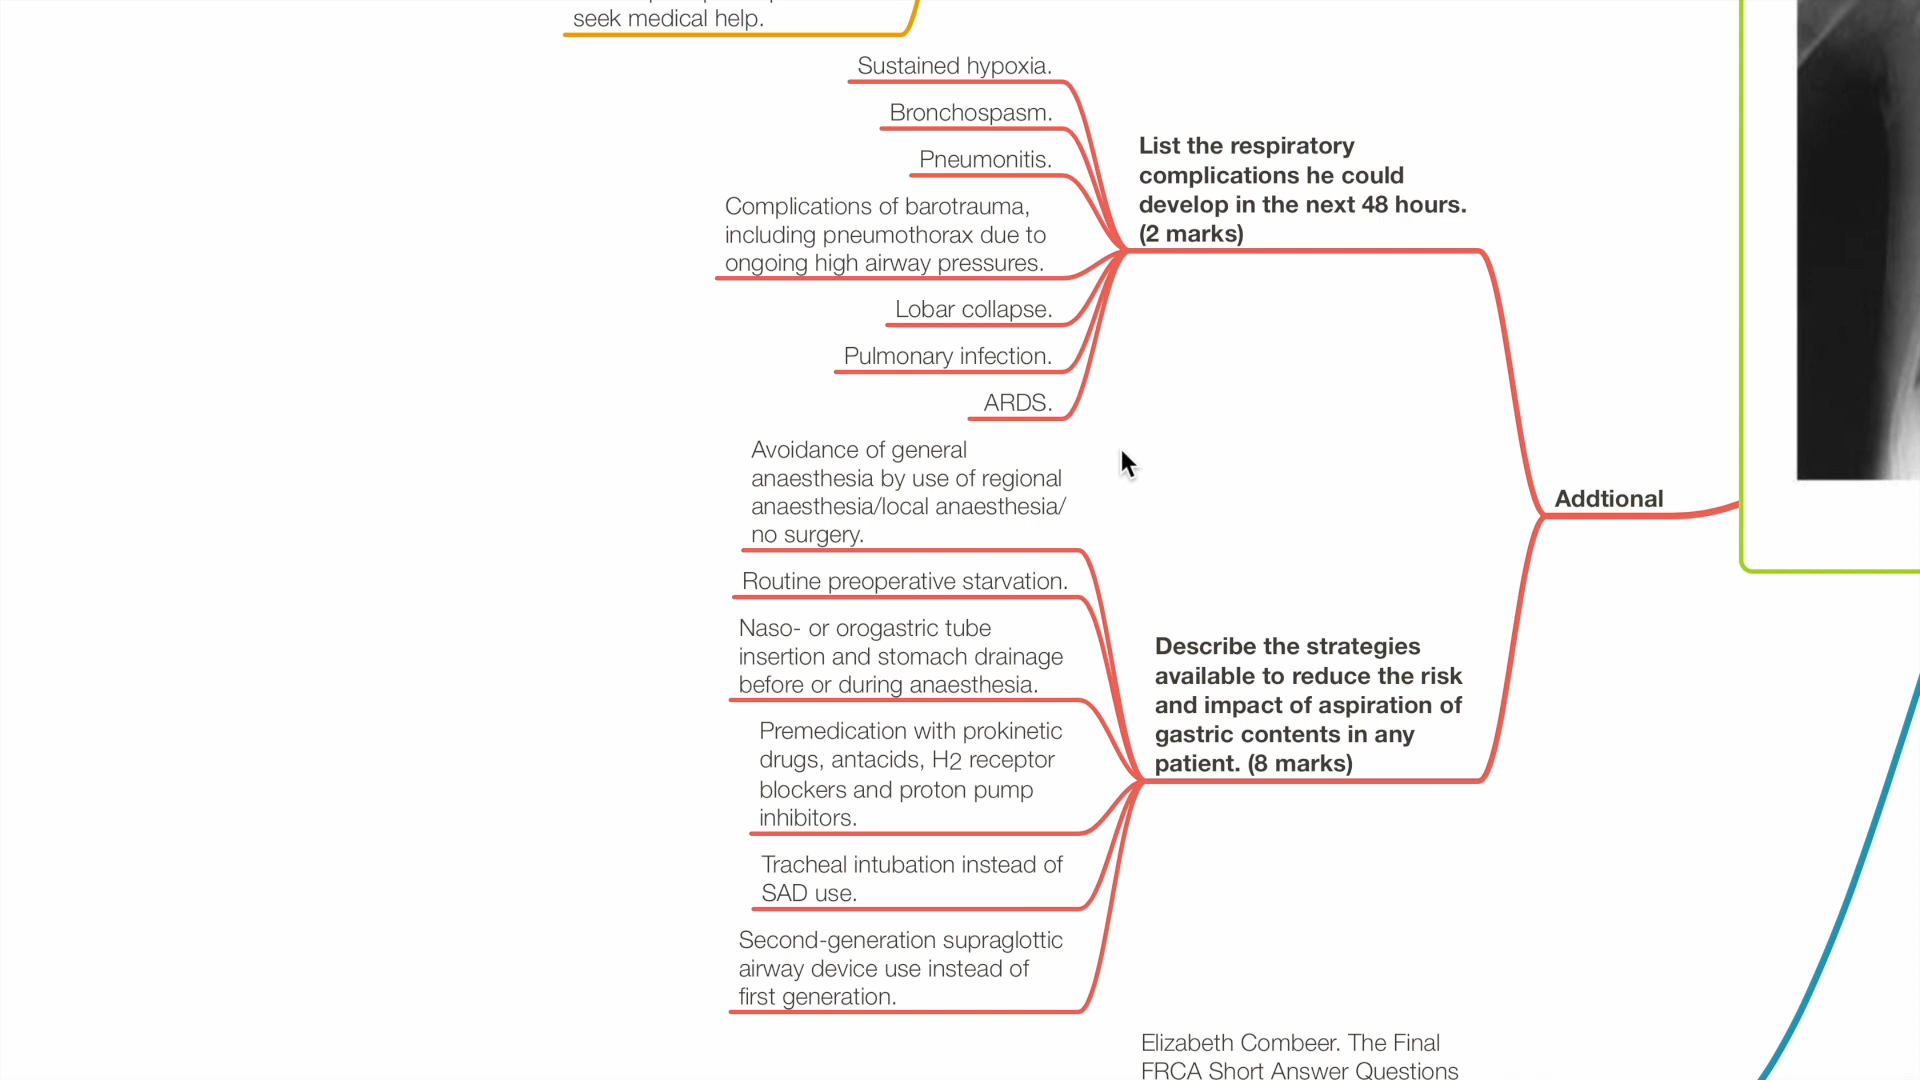 seek medical help.
Sustained hypoxia.
Bronchospasm.
Pneumonitis.
Complications of barotrauma,
including pneumothorax due to
ongoing high airway pressures.
Lobar collapse.
Pulmonary infection.
ARDS.
List the respiratory
complications he could
develop in the next 48 hours.
(2 marks)
Avoidance of general
anaesthesia by use of regional
anaesthesia/local anaesthesia/
no surgery.
Routine preoperative starvation.
Naso- or orogastric tube
insertion and stomach drainage
before or during anaesthesia.
Premedication with prokinetic
drugs, antacids, H2 receptor
blockers and proton pump
inhibitors.
Tracheal intubation instead of
SAD use.
Second-generation supraglottic
airway device use instead of
first generation.
Describe the strategies
available to reduce the risk
and impact of aspiration of
gastric contents in any
patient. (8 marks)
Addtional
Elizabeth Combeer. The Final
FRCA Short Answer Questions